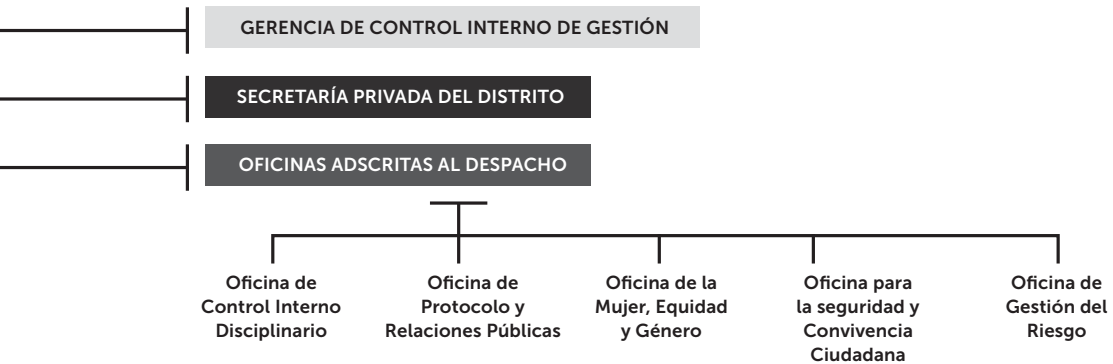 GERENCIA DE CONTROL INTERNO DE GESTIÓN
SECRETARÍA PRIVADA DEL DISTRITO
OFICINAS ADSCRITAS AL DESPACHO
Oficina de
Control Interno
Disciplinario
Oficina de
Protocolo y
Relaciones Públicas
Oficina de la
Mujer, Equidad
y Género
Oficina para
la seguridad y
Convivencia
Ciudadana
Oficina de
Gestión del
Riesgo